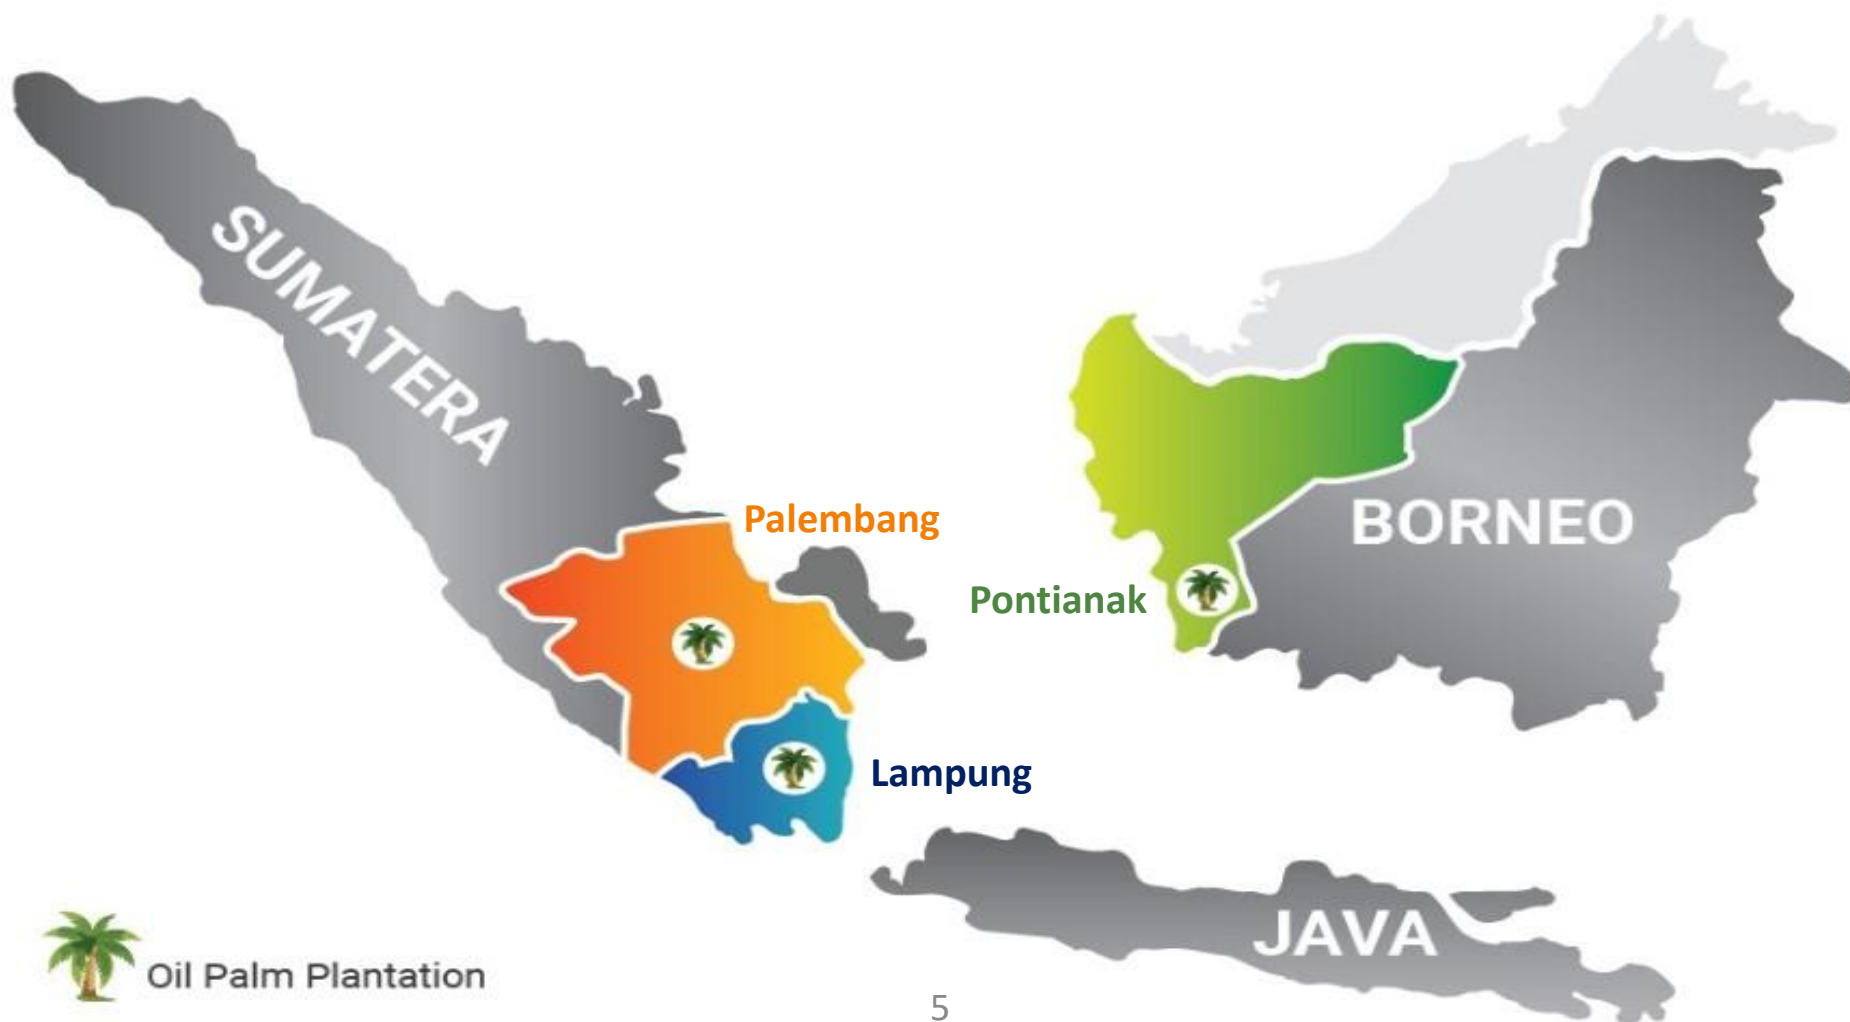 SUMATERA
Palembang
BORNEO
Pontianak
Lampung
JAVA
Oil Palm Plantation
5